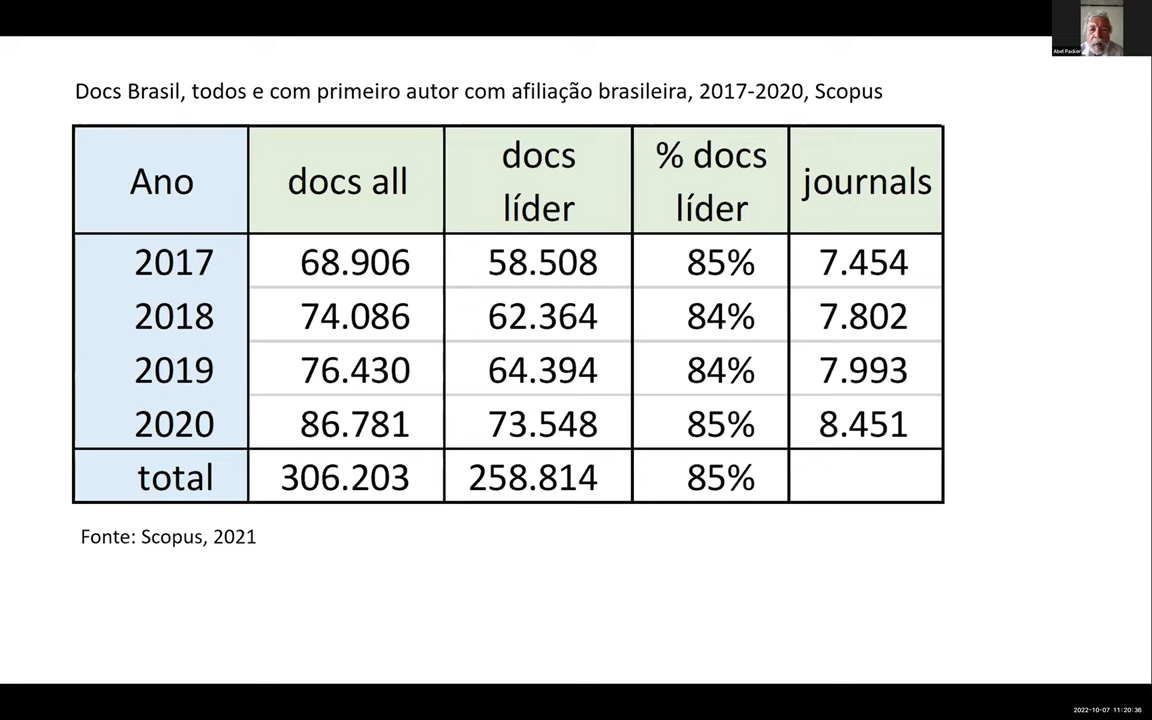 Abel Packer
Docs Brasil, todos e com primeiro autor com afiliação brasileira, 2017-2020, Scopus
Ano docs all docs líder % docs líder journals
2017 68.906 58.508 85% 7.454
2018 74.086 62.364 84% 7.802
2019 76.430 64.394 84% 7.993
2020 86.781 73.548 85% 8.451
total 306.203 258.814 85%
Fonte: Scopus, 2021
2022-10-07 11:20:36